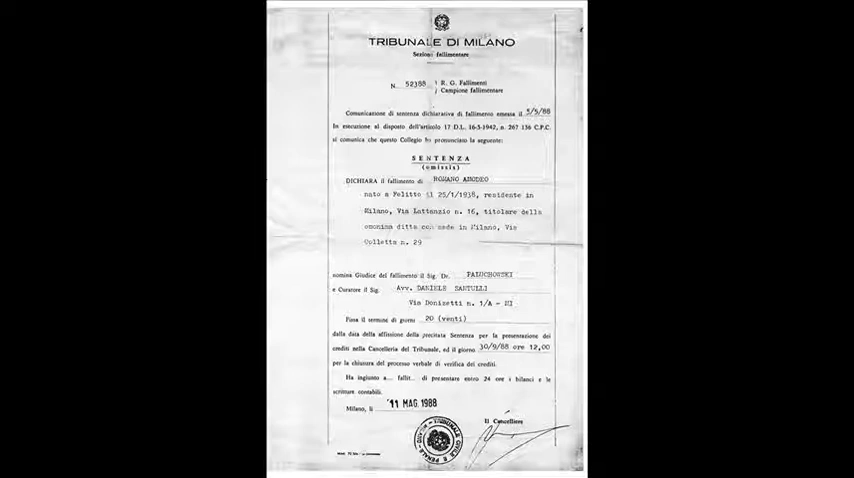 TRIBUNALE DI MILANO
Sezione fallimentare
N. 52388 R. G. Fallimenti
Campione fallimentare
Comunicazione di sentenza dichiarativa di fallimento emessa il 5/5/88
In esecuzione al disposto dell'articolo 17 D.L. 16-3-1942, n. 267 136 C.P.C.
si comunica che questo Collegio ha pronunciato la seguente:
SENTENZA
(omissis)
DICHIARA il fallimento di ROMANO AMODEO
nato a Felitto il 25/1/1938, residente in
Milano, Via Lattanzio n. 16, titolare della
omonima ditta con sede in Milano, Via
Colletta n. 29
nomina Giudice del fallimento il Sig. Dr. PALUCHOWSKI
e Curatore il Sig. Avv. DANIELE SANTULLI
Via Donizetti n. 1/A - MI
Fissa il termine di giorni 20 (venti)
dalla data della affissione della precitata Sentenza per la presentazione dei
crediti nella Cancelleria del Tribunale, ed il giorno 30/9/88 ore 12,00
per la chiusura del processo verbale di verifica dei crediti.
Ha ingiunto a... fallit... di presentare entro 24 ore i bilanci e le
scritture contabili.
Milano, li 11 MAG. 1988
Il Cancelliere
TRIBUNALE CIVILE E PENALE